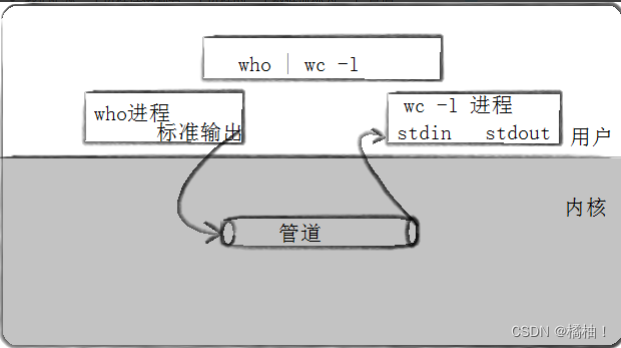 who | wc -l
who进程
标准输出
wc -l 进程
stdin stdout
用户
内核
管道
CSDN @橘柚！